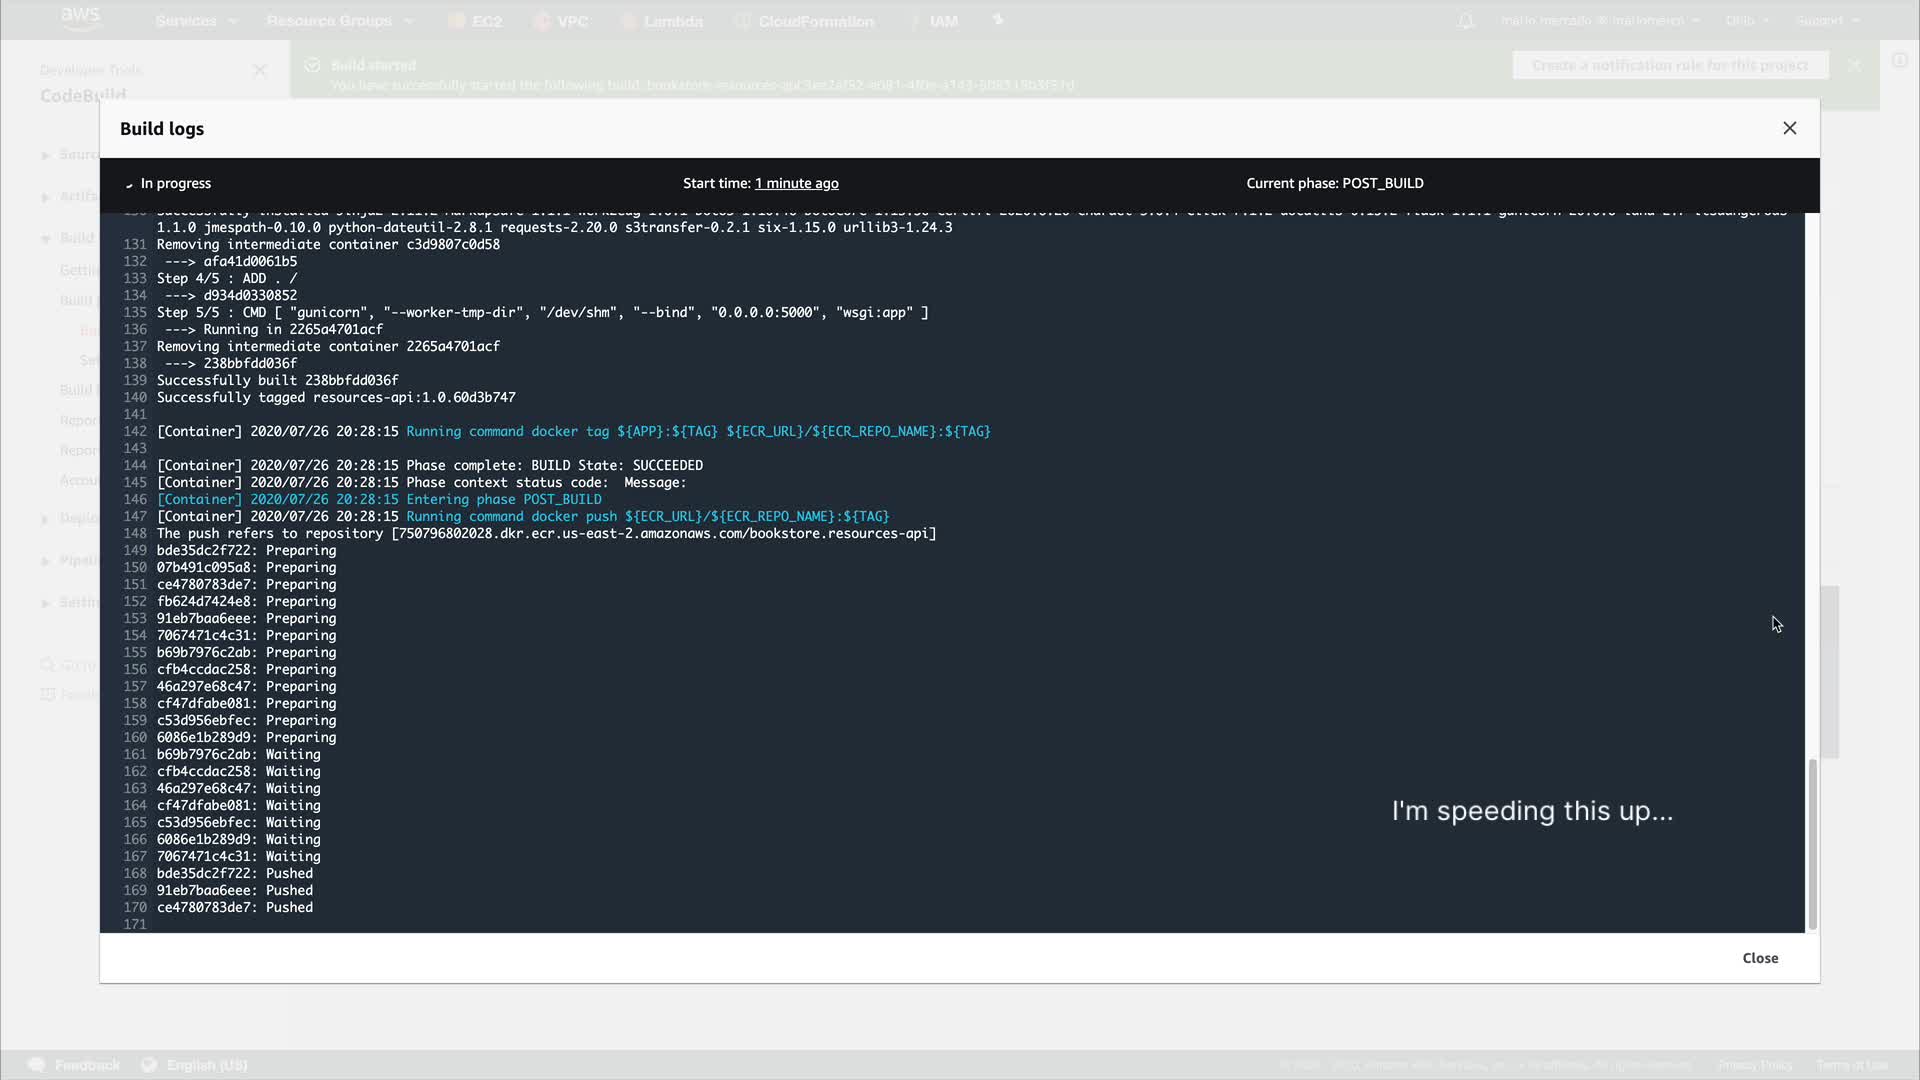 aws
Services
Resource Groups
EC2
VPC
Lambda
CloudFormation
IAM
Support
Developer Tools
CodeBuild
Build started
You have successfully started the following build:
Create a notification rule for this project
Build logs
In progress
Start time: 1 minute ago
Current phase: POST_BUILD
1.1.0 jmespath-0.10.0 python-dateutil-2.8.1 requests-2.20.0 s3transfer-0.2.1 six-1.15.0 urllib3-1.24.3
131 Removing intermediate container c3d9807c0d58
132 ---> afa41d0061b5
133 Step 4/5 : ADD . /
134 ---> d934d0330852
135 Step 5/5 : CMD [ "gunicorn", "--worker-tmp-dir", "/dev/shm", "--bind", "0.0.0.0:5000", "wsgi:app" ]
136 ---> Running in 2265a4701acf
137 Removing intermediate container 2265a4701acf
138 ---> 238bbfdd036f
139 Successfully built 238bbfdd036f
140 Successfully tagged resources-api:1.0.60d3b747
141
142 [Container] 2020/07/26 20:28:15 Running command docker tag ${APP}:${TAG} ${ECR_URL}/${ECR_REPO_NAME}:${TAG}
143
144 [Container] 2020/07/26 20:28:15 Phase complete: BUILD State: SUCCEEDED
145 [Container] 2020/07/26 20:28:15 Phase context status code: Message:
146 [Container] 2020/07/26 20:28:15 Entering phase POST_BUILD
147 [Container] 2020/07/26 20:28:15 Running command docker push ${ECR_URL}/${ECR_REPO_NAME}:${TAG}
148 The push refers to repository [750796802028.dkr.ecr.us-east-2.amazonaws.com/bookstore.resources-api]
149 bde35dc2f722: Preparing
150 07b491c095a8: Preparing
151 ce4780783de7: Preparing
152 fb624d7424e8: Preparing
153 91eb7baa6eee: Preparing
154 7067471c4c31: Preparing
155 b69b7976c2ab: Preparing
156 cfb4ccdac258: Preparing
157 46a297e68c47: Preparing
158 cf47dfabe081: Preparing
159 c53d956ebfec: Preparing
160 6086e1b289d9: Preparing
161 b69b7976c2ab: Waiting
162 cfb4ccdac258: Waiting
163 46a297e68c47: Waiting
164 cf47dfabe081: Waiting
165 c53d956ebfec: Waiting
166 6086e1b289d9: Waiting
167 7067471c4c31: Waiting
168 bde35dc2f722: Pushed
169 91eb7baa6eee: Pushed
170 ce4780783de7: Pushed
171
I'm speeding this up...
Close
Feedback
English (US)
Privacy Policy
Terms of Use